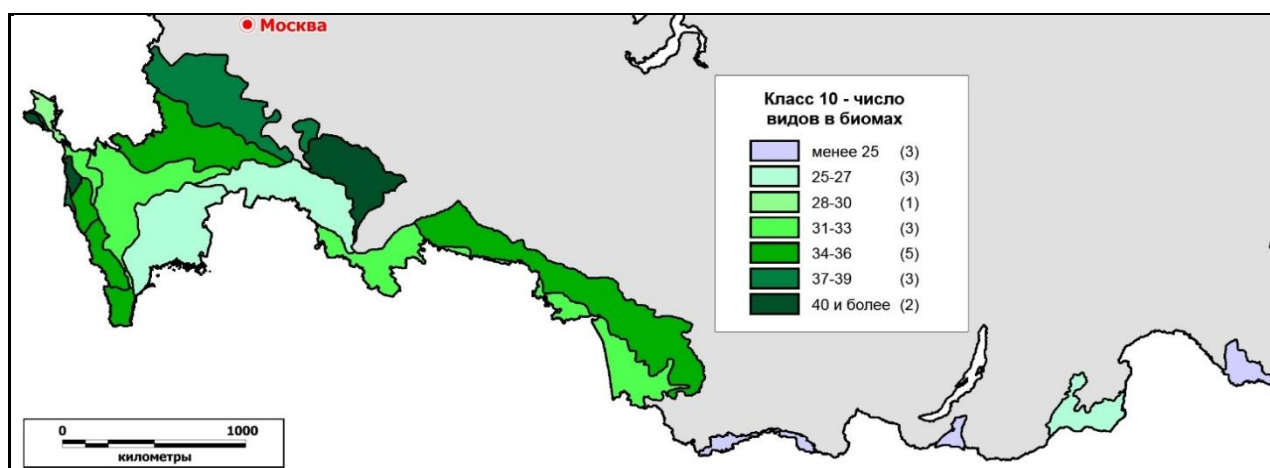 Москва
Класс 10 - число
видов в биомах
менее 25 (3)
25-27 (3)
28-30 (1)
31-33 (3)
34-36 (5)
37-39 (3)
40 и более (2)
0 1000
километры